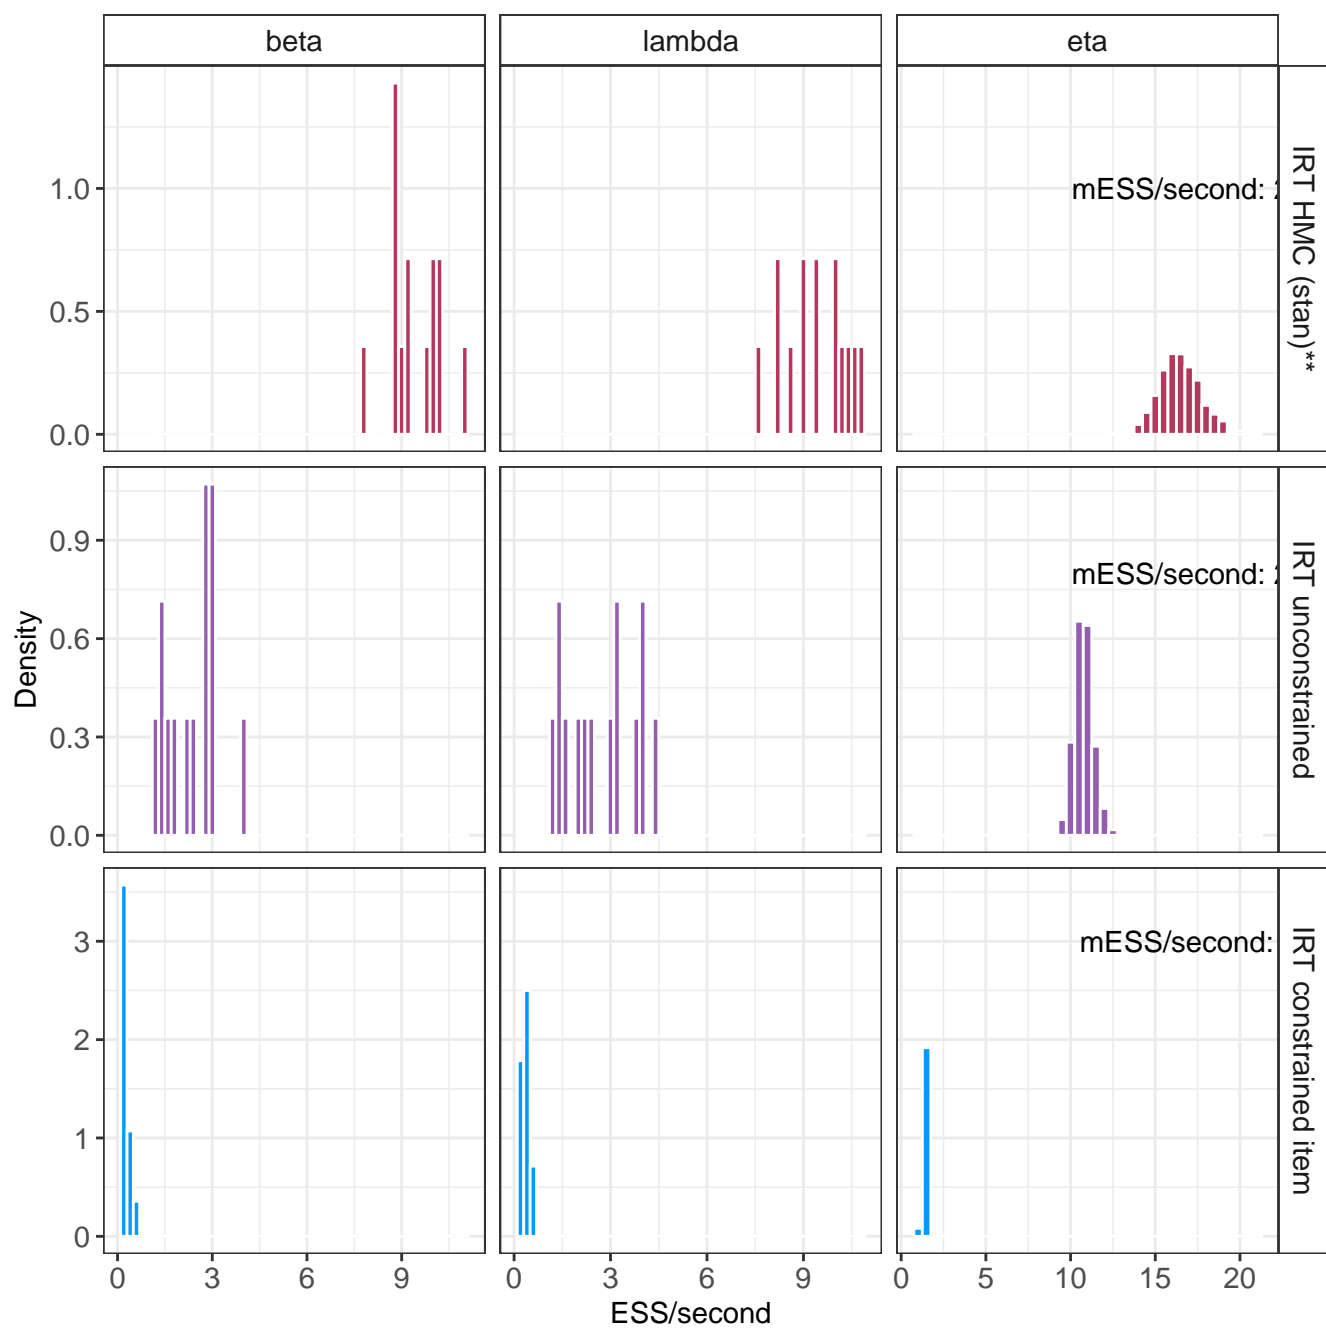 beta lambda eta
IRT HMC (stan)**
mESS/second:
1.0
0.5
0.0
IRT unconstrained
mESS/second:
0.9
0.6
0.3
0.0
IRT constrained item
mESS/second:
3
2
1
0
Density
0 3 6 9 0 3 6 9 0 5 10 15 20
ESS/second